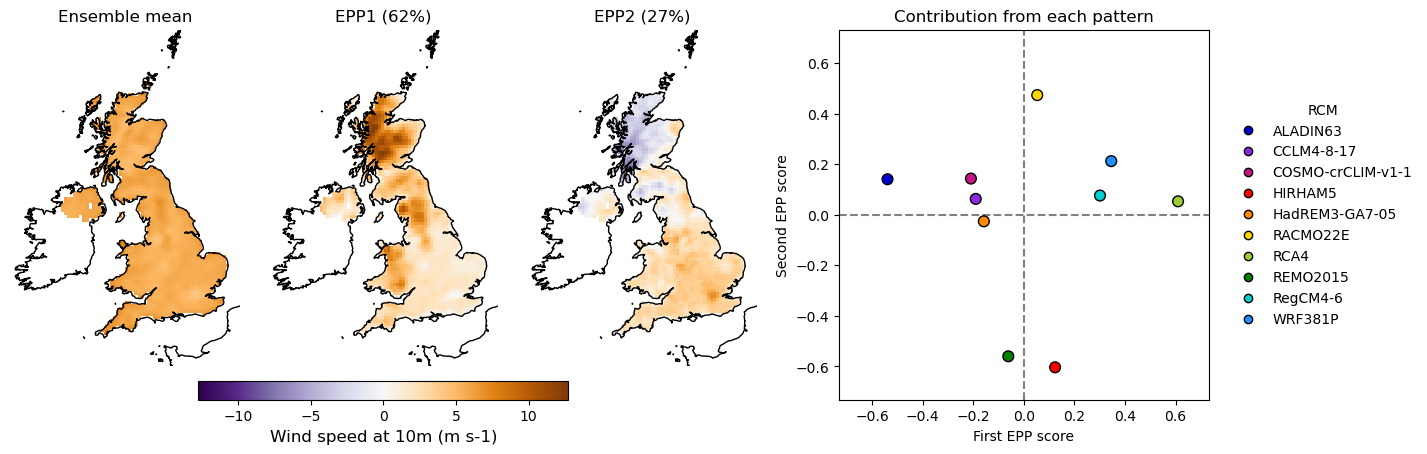 Ensemble mean
EPP1 (62%)
EPP2 (27%)
−10 −5 0 5 10
Wind speed at 10m (m s-1)
Contribution from each pattern
Second EPP score
0.6
0.4
0.2
0.0
−0.2
−0.4
−0.6
−0.6 −0.4 −0.2 0.0 0.2 0.4 0.6
First EPP score
RCM
ALADIN63
CCLM4-8-17
COSMO-crCLIM-v1-1
HIRHAM5
HadREM3-GA7-05
RACMO22E
RCA4
REMO2015
RegCM4-6
WRF381P